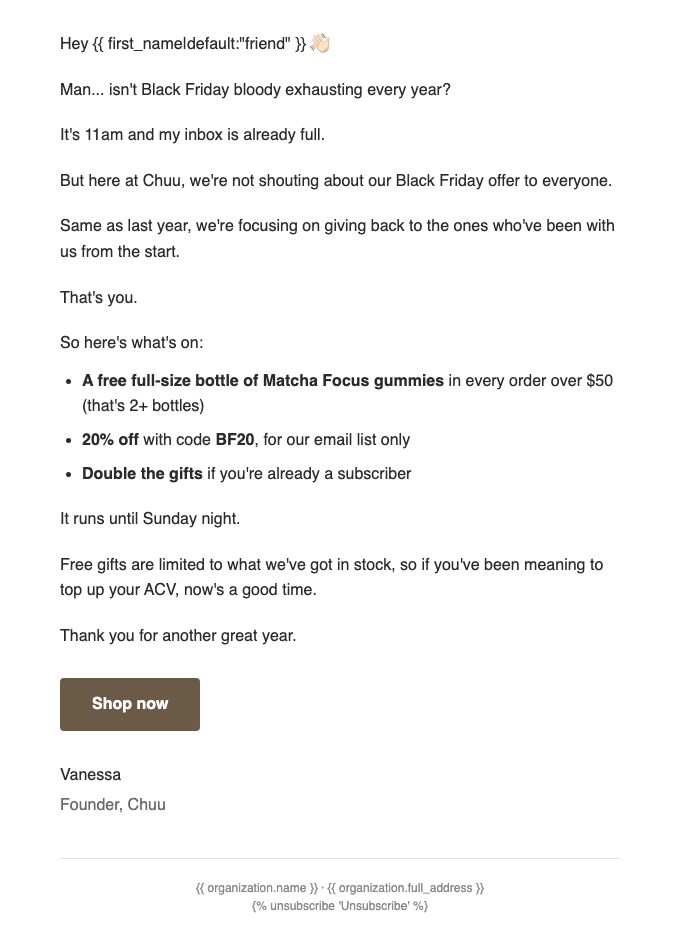 Hey {{ first_name|default:"friend" }} 👋🏻
Man... isn't Black Friday bloody exhausting every year?
It's 11am and my inbox is already full.
But here at Chuu, we're not shouting about our Black Friday offer to everyone.
Same as last year, we're focusing on giving back to the ones who've been with
us from the start.
That's you.
So here's what's on:
• A free full-size bottle of Matcha Focus gummies in every order over $50
(that's 2+ bottles)
• 20% off with code BF20, for our email list only
• Double the gifts if you're already a subscriber
It runs until Sunday night.
Free gifts are limited to what we've got in stock, so if you've been meaning to
top up your ACV, now's a good time.
Thank you for another great year.
Shop now
Vanessa
Founder, Chuu
{{ organization.name }} · {{ organization.full_address }}
{% unsubscribe 'Unsubscribe' %}